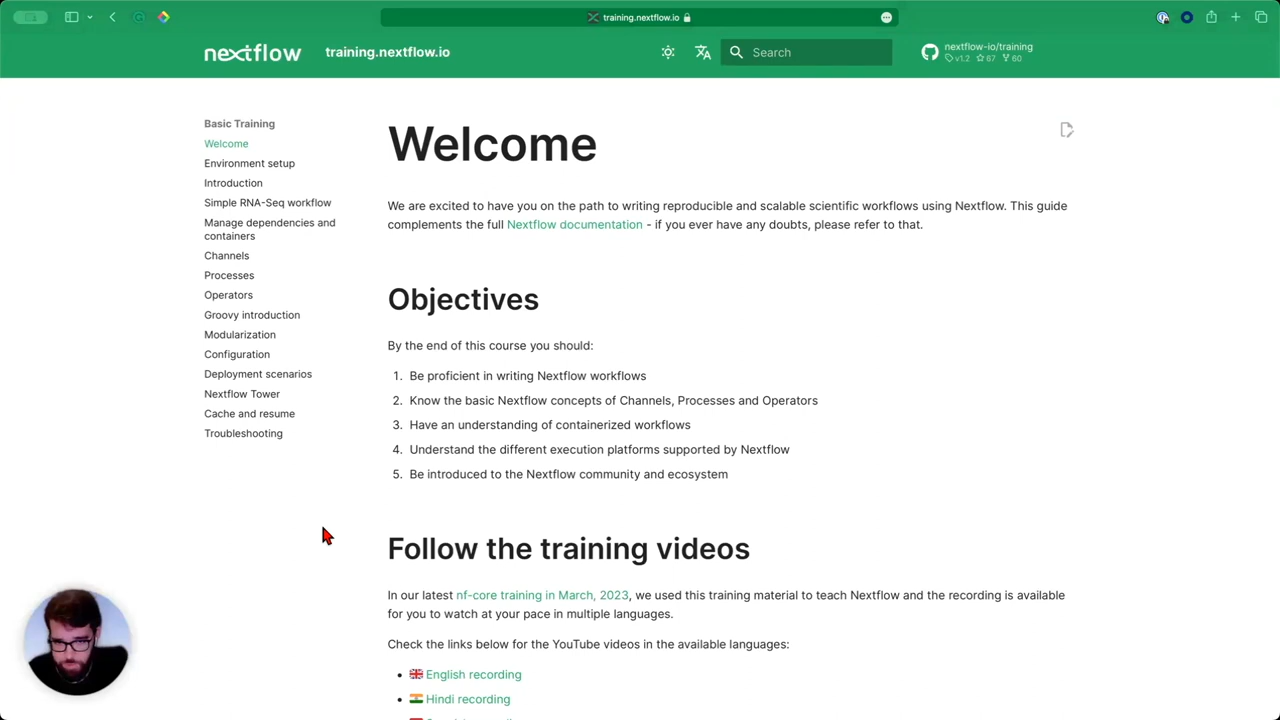 training.nextflow.io
nextflow
training.nextflow.io
Search
nextflow-io/training
v1.2 67 60
Basic Training
Welcome
Environment setup
Introduction
Simple RNA-Seq workflow
Manage dependencies and
containers
Channels
Processes
Operators
Groovy introduction
Modularization
Configuration
Deployment scenarios
Nextflow Tower
Cache and resume
Troubleshooting
Welcome
We are excited to have you on the path to writing reproducible and scalable scientific workflows using Nextflow. This guide
complements the full Nextflow documentation - if you ever have any doubts, please refer to that.
Objectives
By the end of this course you should:
1. Be proficient in writing Nextflow workflows
2. Know the basic Nextflow concepts of Channels, Processes and Operators
3. Have an understanding of containerized workflows
4. Understand the different execution platforms supported by Nextflow
5. Be introduced to the Nextflow community and ecosystem
Follow the training videos
In our latest nf-core training in March, 2023, we used this training material to teach Nextflow and the recording is available
for you to watch at your pace in multiple languages.
Check the links below for the YouTube videos in the available languages:
• English recording
• Hindi recording